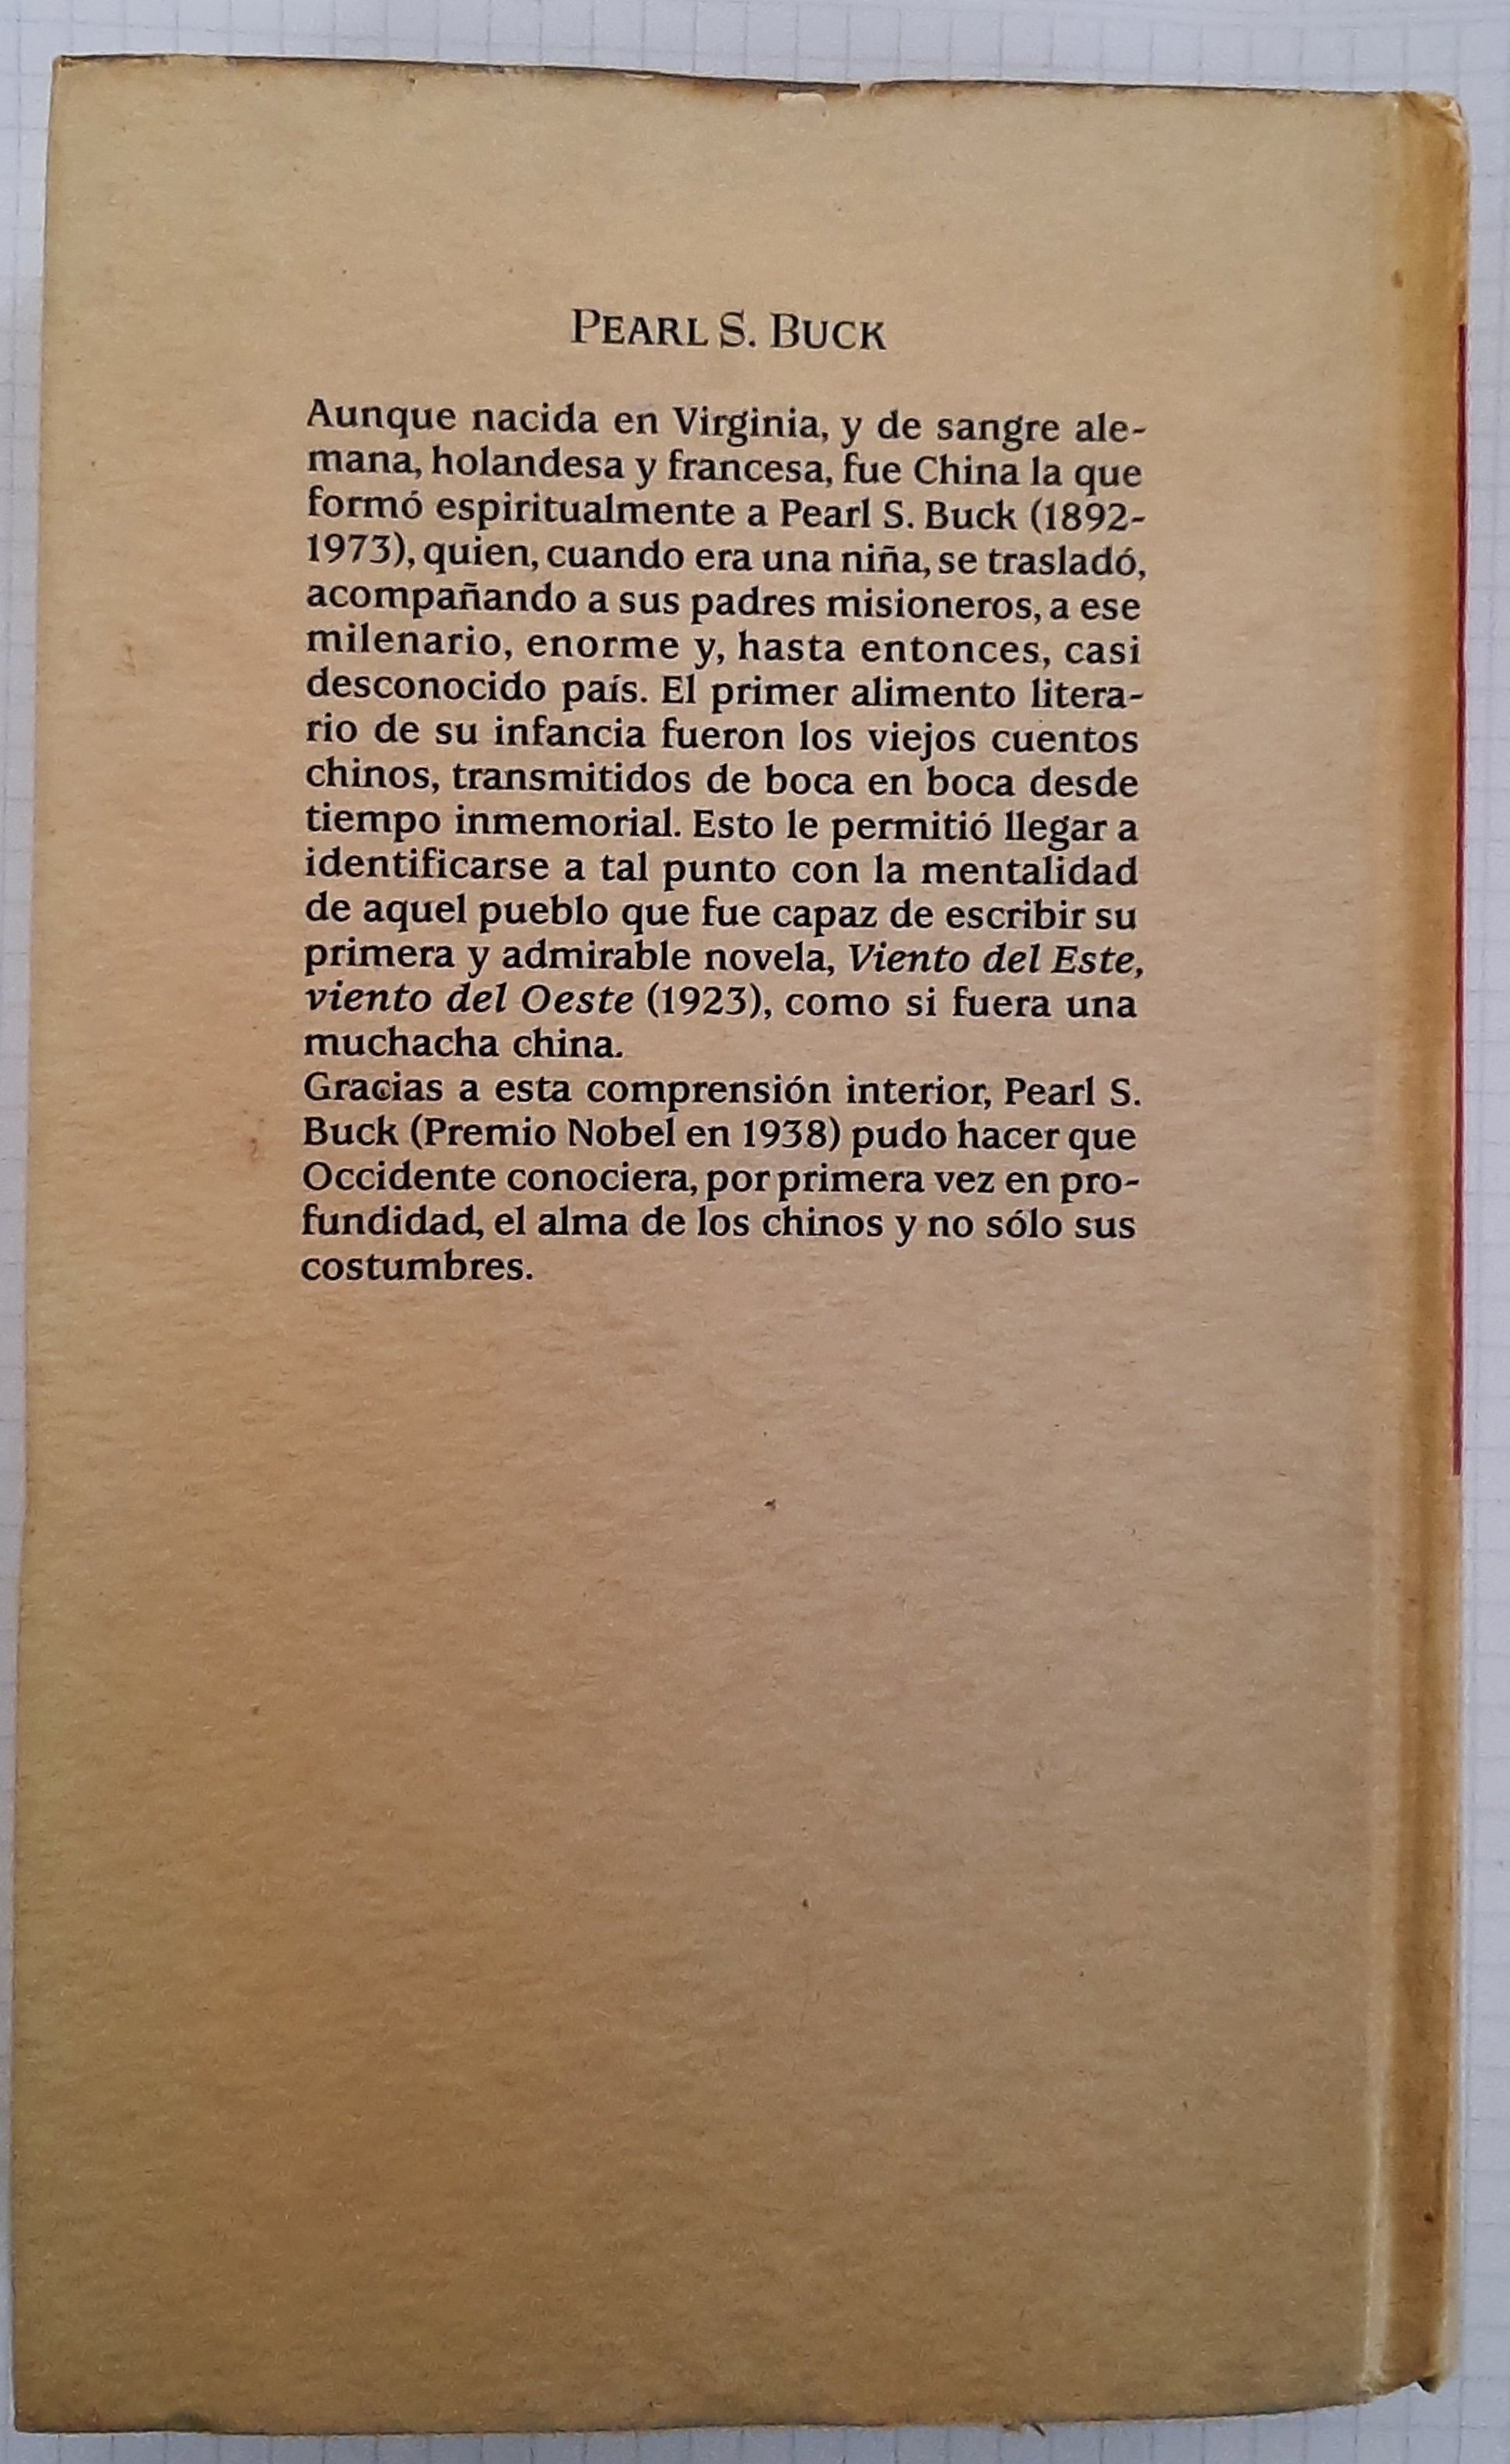 PEARL S. BUCK
Aunque nacida en Virginia, y de sangre ale-
mana, holandesa y francesa, fue China la que
formó espiritualmente a Pearl S. Buck (1892-
1973), quien, cuando era una niña, se trasladó,
acompañando a sus padres misioneros, a ese
milenario, enorme y, hasta entonces, casi
desconocido país. El primer alimento litera-
rio de su infancia fueron los viejos cuentos
chinos, transmitidos de boca en boca desde
tiempo inmemorial. Esto le permitió llegar a
identificarse a tal punto con la mentalidad
de aquel pueblo que fue capaz de escribir su
primera y admirable novela, Viento del Este,
viento del Oeste (1923), como si fuera una
muchacha china.
Gracias a esta comprensión interior, Pearl S.
Buck (Premio Nobel en 1938) pudo hacer que
Occidente conociera, por primera vez en pro-
fundidad, el alma de los chinos y no sólo sus
costumbres.